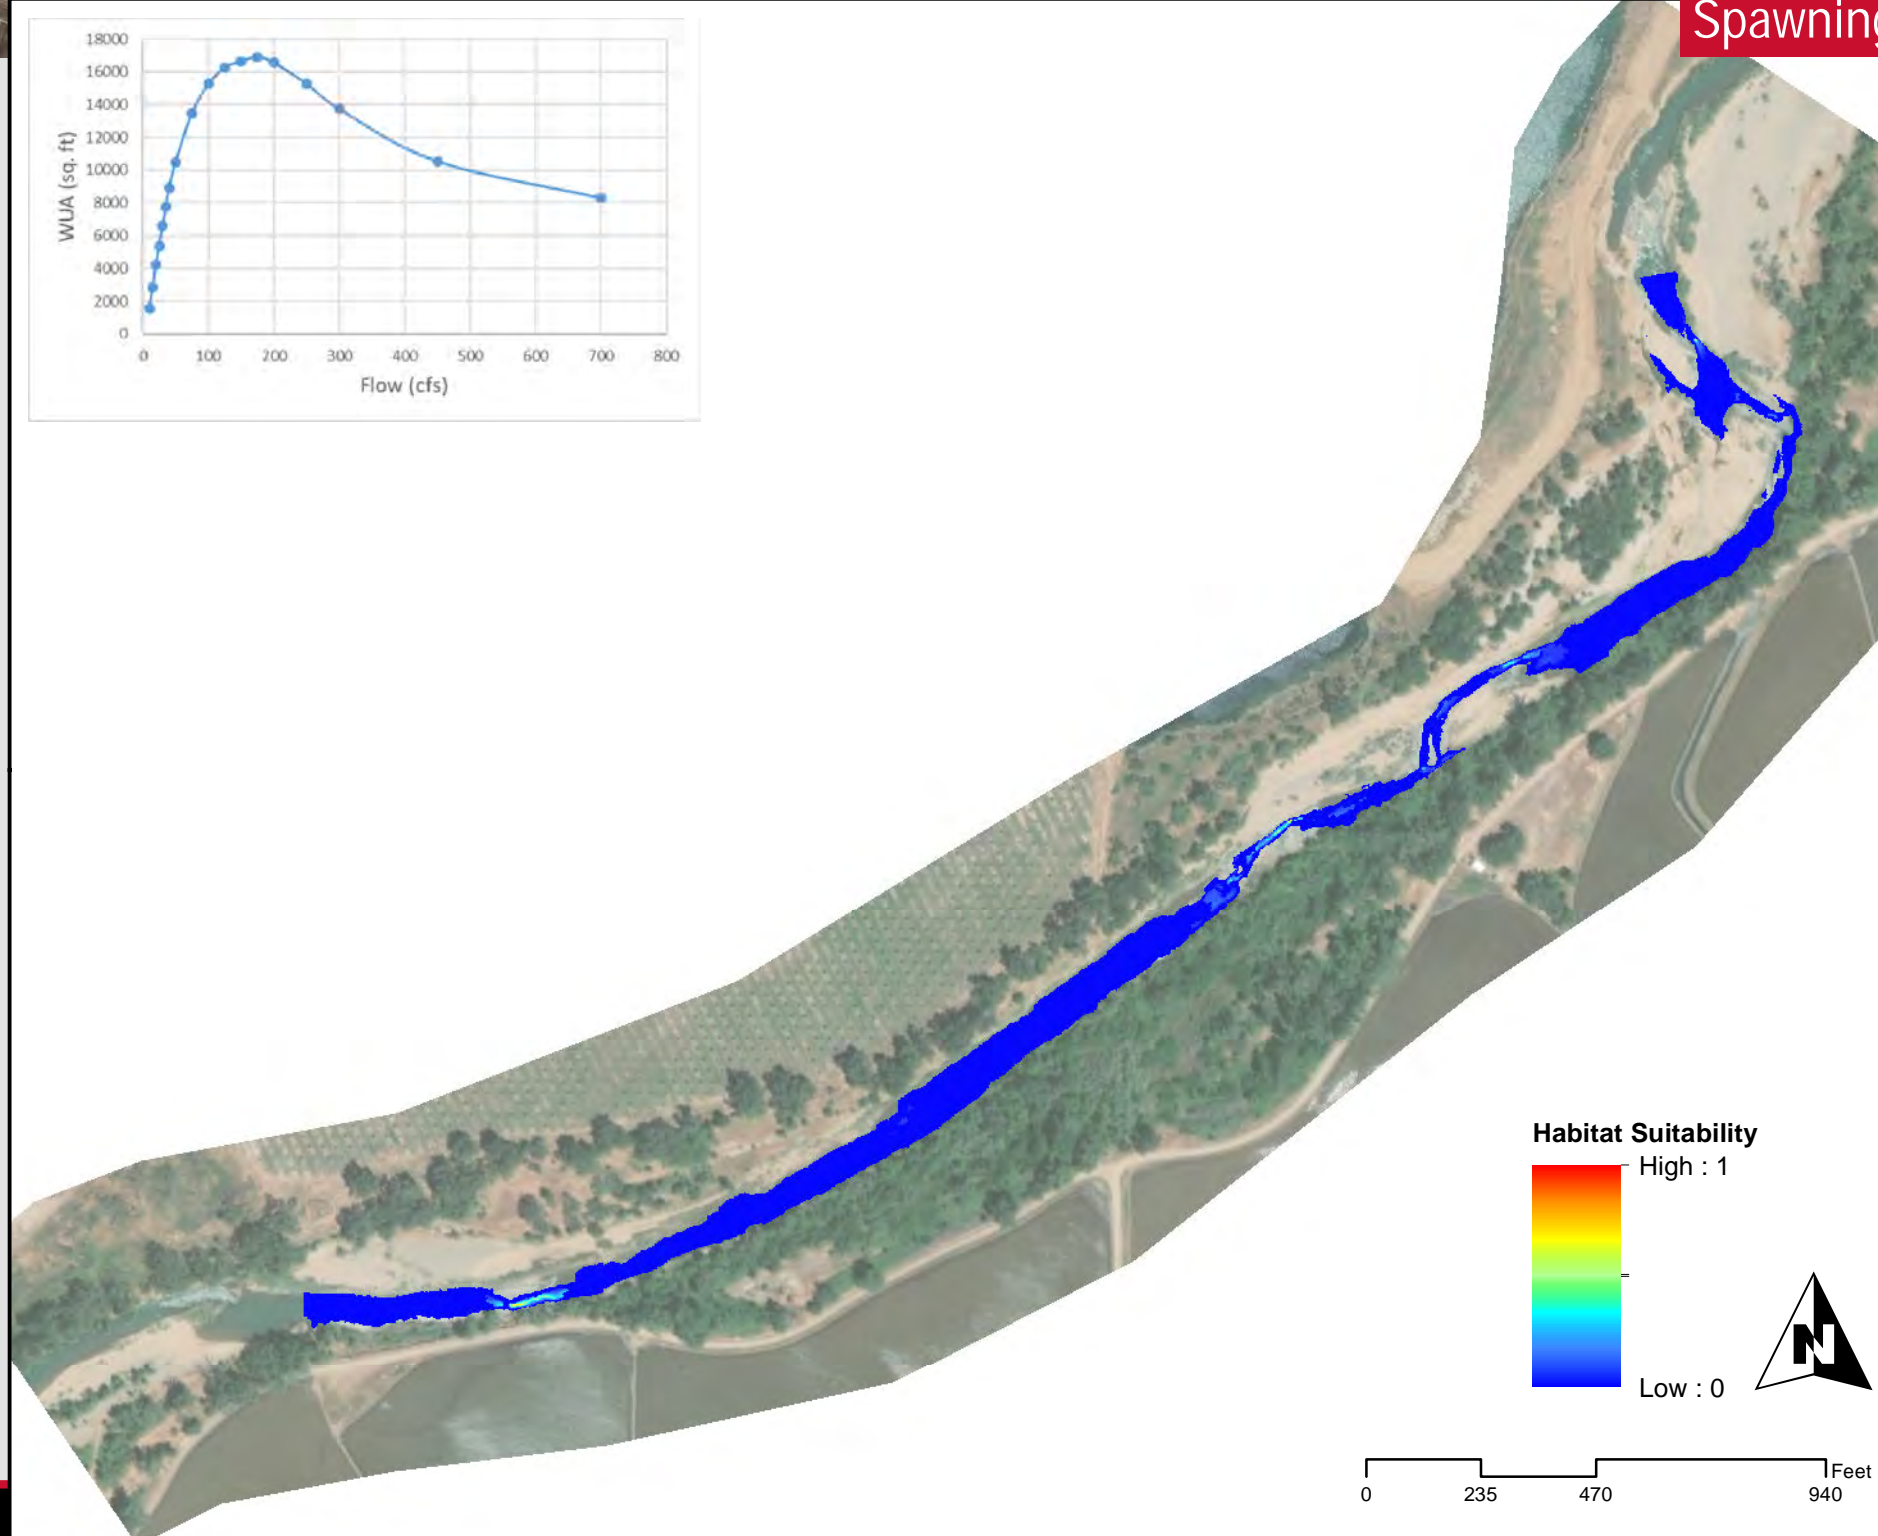 Spawning
18000
16000
14000
12000
10000
8000
6000
4000
2000
0
WUA (sq. ft)
0 100 200 300 400 500 600 700 800
Flow (cfs)
Habitat Suitability
High : 1
=
Low : 0
N
Feet
0 235 470 940